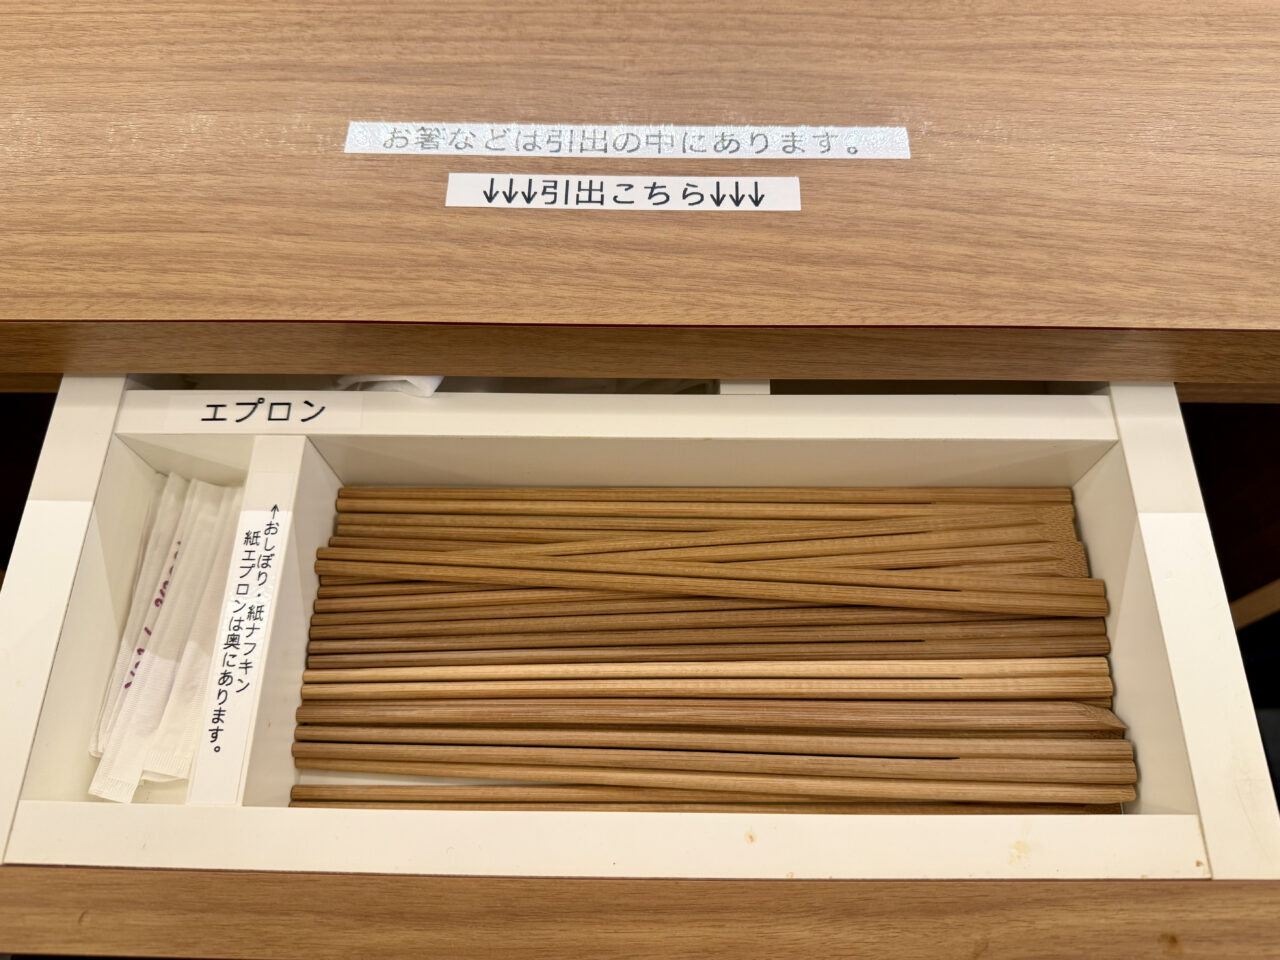 お箸などは引出の中にあります。
↓↓↓引出こちら↓↓↓
エプロン
↑おしぼり・紙ナフキン
紙エプロンは奥にあります。